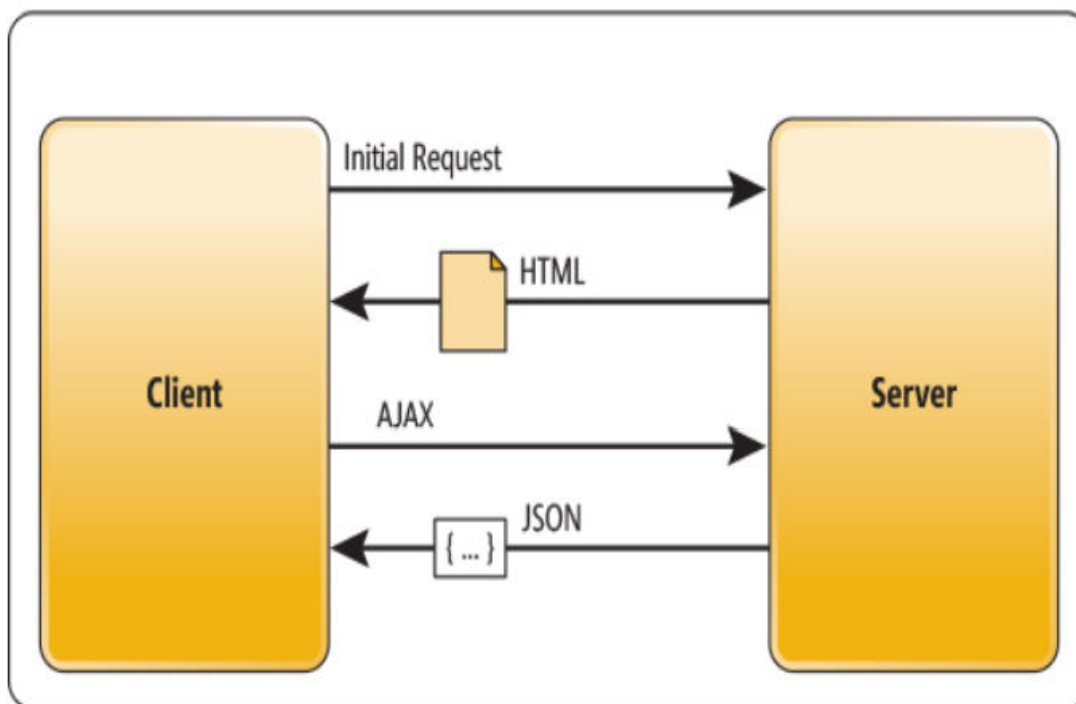 Initial Request
HTML
Client
Server
AJAX
JSON
{ ... }